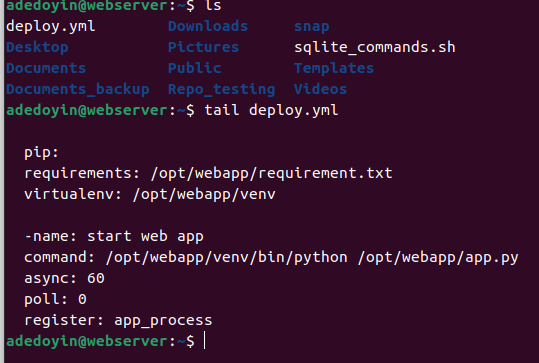 adedoyin@webserver:~$ ls
deploy.yml Downloads snap
Desktop Pictures sqlite_commands.sh
Documents Public Templates
Documents_backup Repo_testing Videos
adedoyin@webserver:~$ tail deploy.yml
pip:
requirements: /opt/webapp/requirement.txt
virtualenv: /opt/webapp/venv
-name: start web app
command: /opt/webapp/venv/bin/python /opt/webapp/app.py
async: 60
poll: 0
register: app_process
adedoyin@webserver:~$